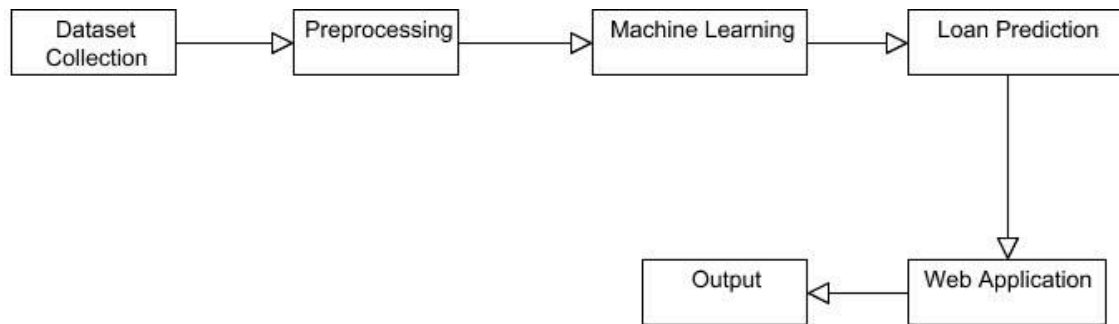 Dataset
Collection
Preprocessing
Machine Learning
Loan Prediction
Web Application
Output